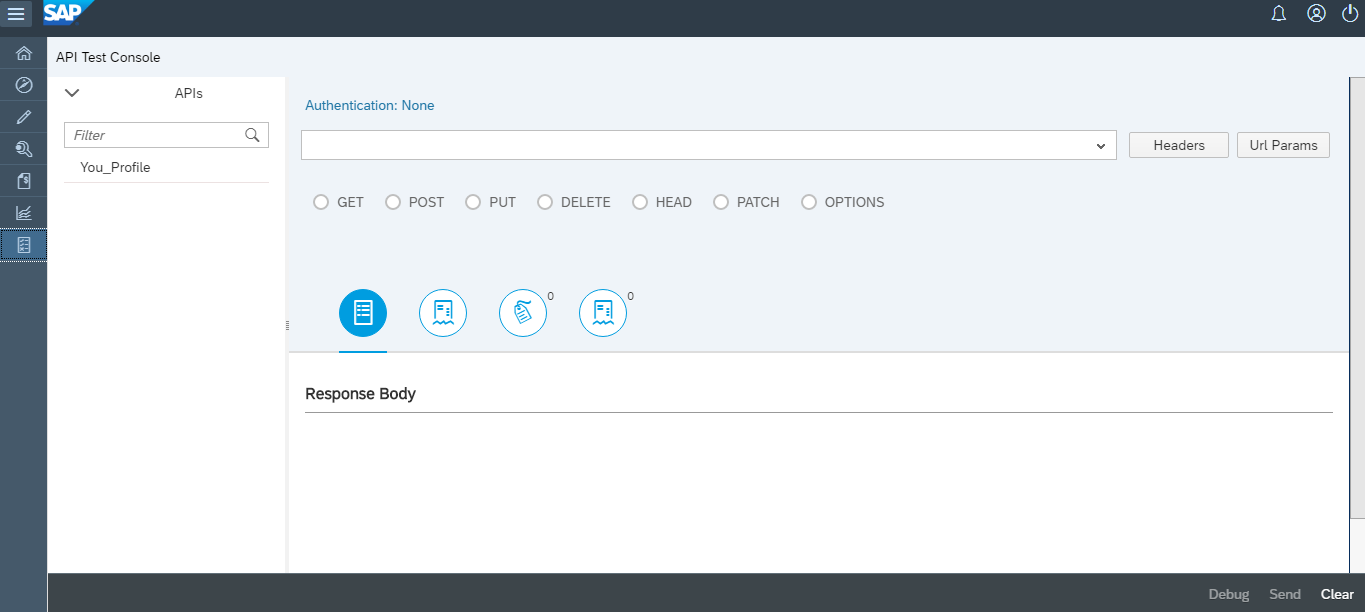 SAP
API Test Console
APIs
Filter
You_Profile
Authentication: None
Headers
Url Params
GET POST PUT DELETE HEAD PATCH OPTIONS
0
0
Response Body
Debug Send Clear